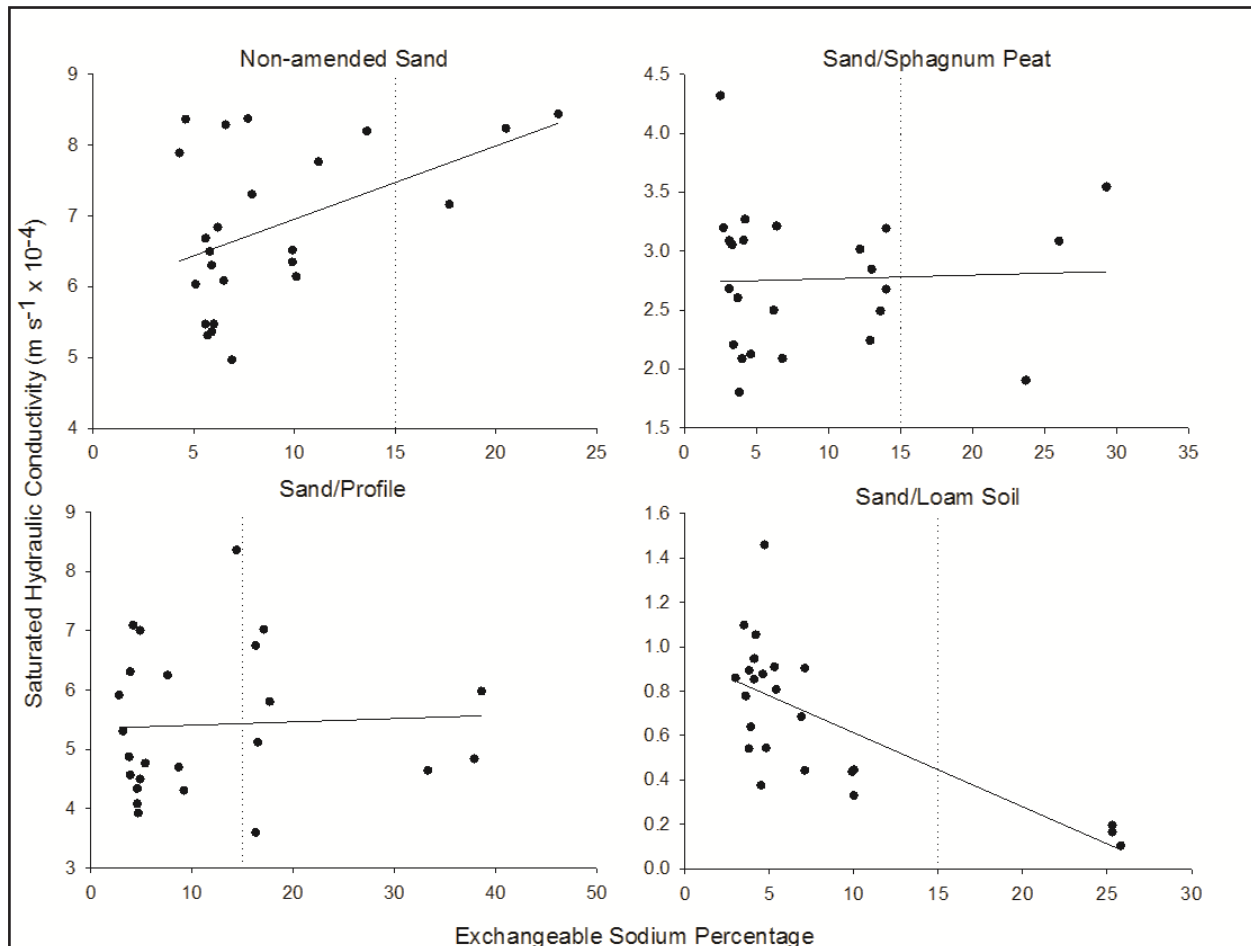 Non-amended Sand
9
8
7
6
5
4
0 5 10 15 20 25
Sand/Sphagnum Peat
4.5
4.0
3.5
3.0
2.5
2.0
1.5
0 5 10 15 20 25 30 35
Saturated Hydraulic Conductivity (m s⁻¹ x 10⁻⁴)
Sand/Profile
9
8
7
6
5
4
3
0 10 20 30 40 50
Sand/Loam Soil
1.6
1.4
1.2
1.0
0.8
0.6
0.4
0.2
0.0
0 5 10 15 20 25 30
Exchangeable Sodium Percentage